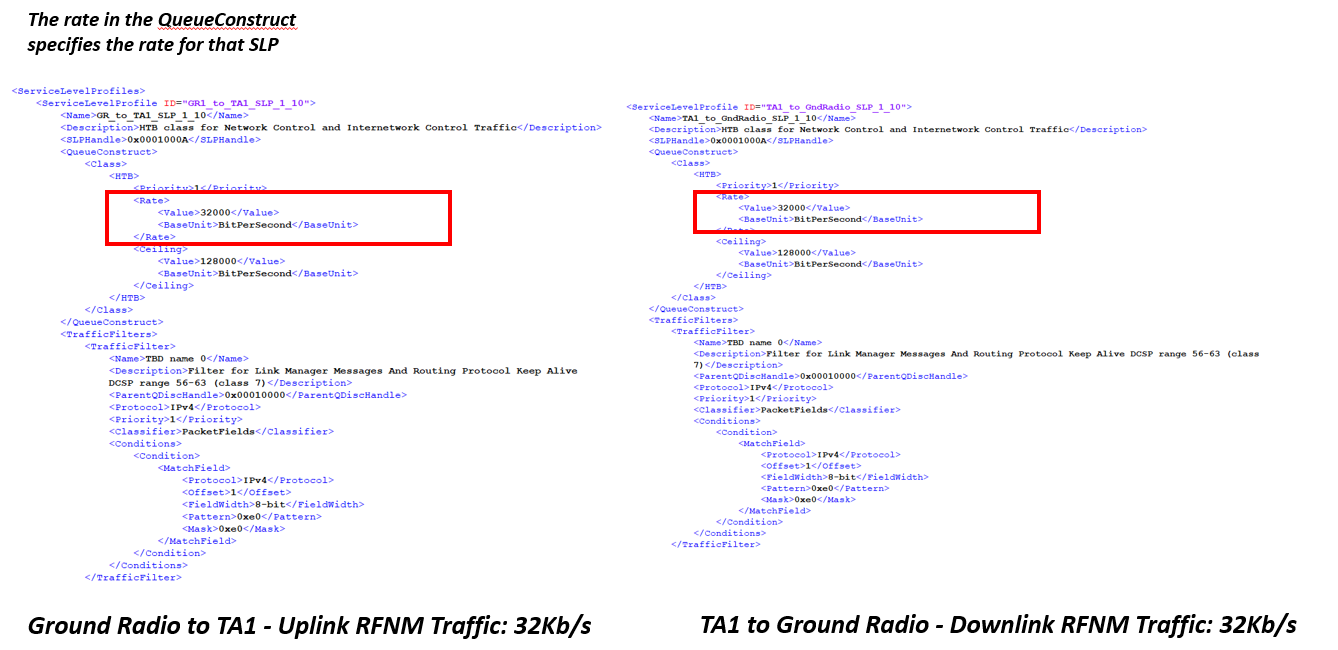 The rate in the QueueConstruct
specifies the rate for that SLP
<ServiceLevelProfiles>
<ServiceLevelProfile ID="GR1_to_TA1_SLP_1_10">
<Name>GR_to_TA1_SLP_1_10</Name>
<Description>HTB class for Network Control and Internetwork Control Traffic</Description>
<SLPHandle>0x0001000A</SLPHandle>
<QueueConstruct>
<Class>
<HTB>
<Priority>1</Priority>
<Rate>
<Value>32000</Value>
<BaseUnit>BitPerSecond</BaseUnit>
</Rate>
<Ceiling>
<Value>128000</Value>
<BaseUnit>BitPerSecond</BaseUnit>
</Ceiling>
</HTB>
</Class>
</QueueConstruct>
<TrafficFilters>
<TrafficFilter>
<Name>TBD name 0</Name>
<Description>Filter for Link Manager Messages And Routing Protocol Keep Alive
DCSP range 56-63 (class 7)</Description>
<ParentQDiscHandle>0x00010000</ParentQDiscHandle>
<Protocol>IPv4</Protocol>
<Priority>1</Priority>
<Classifier>PacketFields</Classifier>
<Conditions>
<Condition>
<MatchField>
<Protocol>IPv4</Protocol>
<Offset>1</Offset>
<FieldWidth>8-bit</FieldWidth>
<Pattern>0xe0</Pattern>
<Mask>0xe0</Mask>
</MatchField>
</Condition>
</Conditions>
</TrafficFilter>
Ground Radio to TA1 - Uplink RFNM Traffic: 32Kb/s
<ServiceLevelProfile ID="TA1_to_GndRadio_SLP_1_10">
<Name>TA1_to_GndRadio_SLP_1_10</Name>
<Description>HTB class for Network Control and Internetwork Control Traffic</Description>
<SLPHandle>0x0001000A</SLPHandle>
<QueueConstruct>
<Class>
<HTB>
<Priority>1</Priority>
<Rate>
<Value>32000</Value>
<BaseUnit>BitPerSecond</BaseUnit>
</Rate>
<Ceiling>
<Value>128000</Value>
<BaseUnit>BitPerSecond</BaseUnit>
</Ceiling>
</HTB>
</Class>
</QueueConstruct>
<TrafficFilters>
<TrafficFilter>
<Name>TBD name 0</Name>
<Description>Filter for Link Manager Messages And Routing Protocol Keep Alive DCSP range 56-63 (class
7)</Description>
<ParentQDiscHandle>0x00010000</ParentQDiscHandle>
<Protocol>IPv4</Protocol>
<Priority>1</Priority>
<Classifier>PacketFields</Classifier>
<Conditions>
<Condition>
<MatchField>
<Protocol>IPv4</Protocol>
<Offset>1</Offset>
<FieldWidth>8-bit</FieldWidth>
<Pattern>0xe0</Pattern>
<Mask>0xe0</Mask>
</MatchField>
</Condition>
</Conditions>
</TrafficFilter>
TA1 to Ground Radio - Downlink RFNM Traffic: 32Kb/s